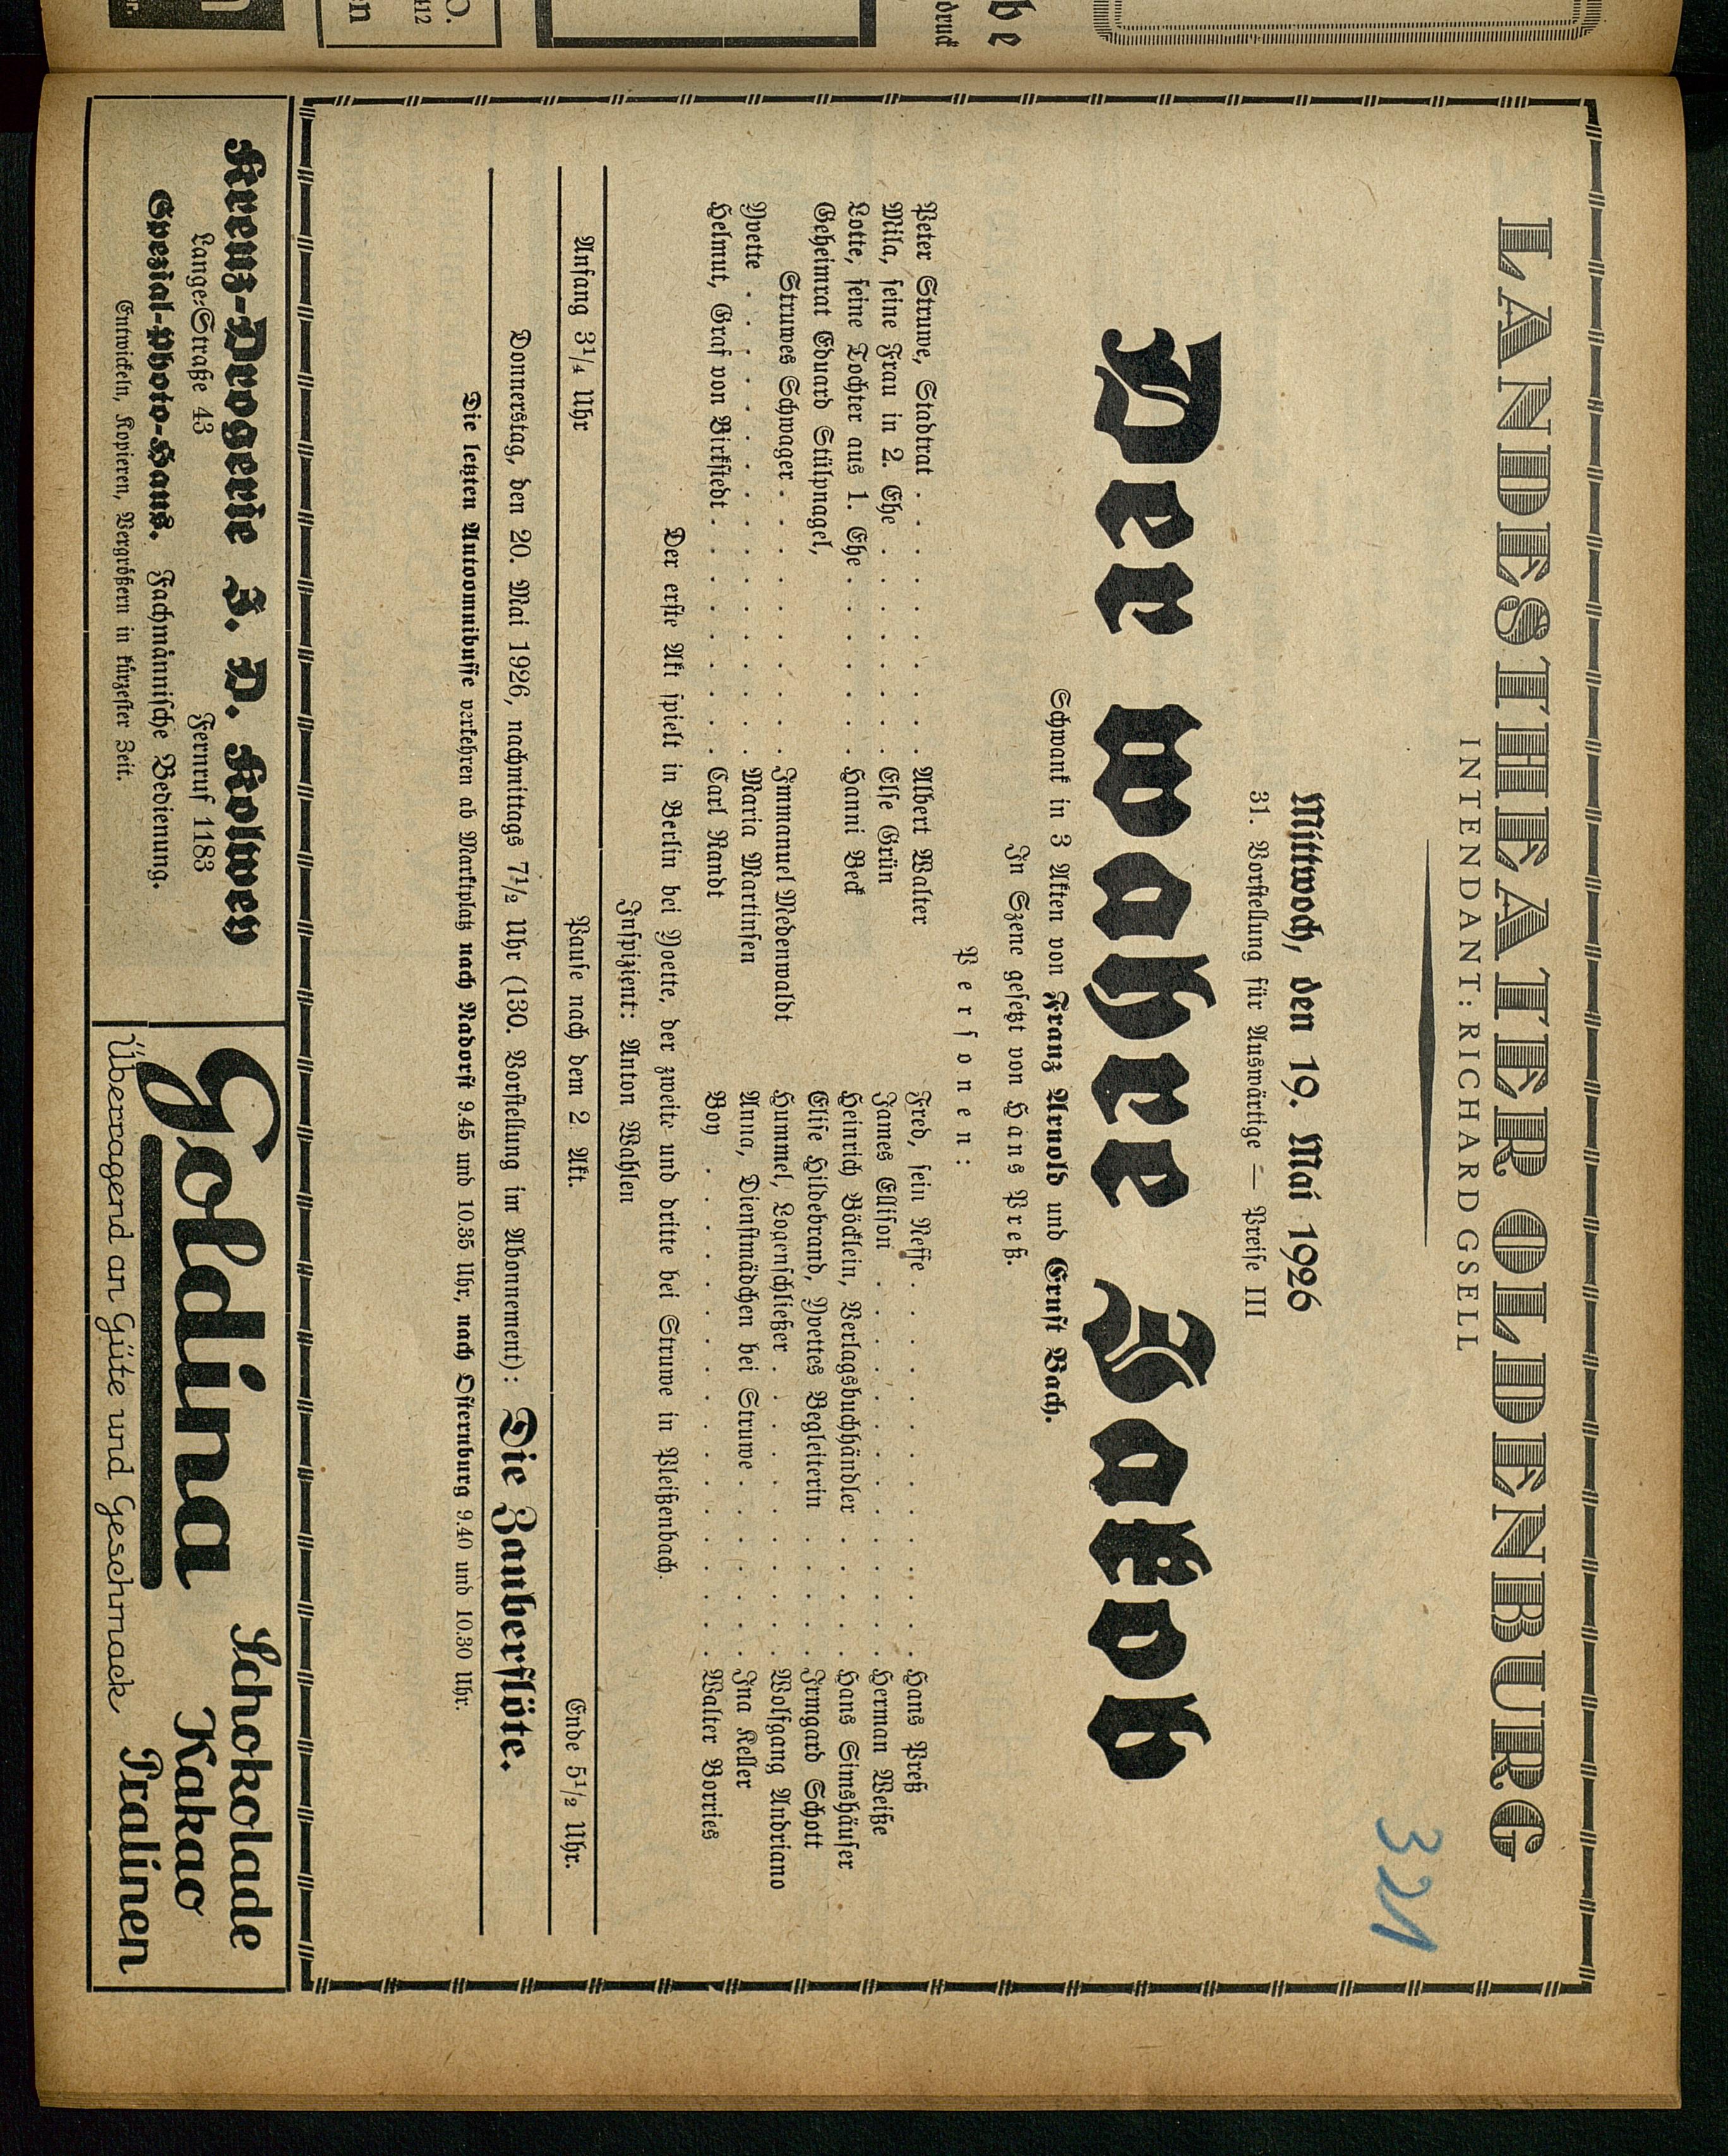 LANDESTHEATER OLDENBURG
INTENDANT: RICHARD GSELL
321
Mittwoch, den 19. Mai 1926
31. Vorstellung für Auswärtige — Preise III
Der wahre Jakob
Schwank in 3 Akten von Franz Arnold und Ernst Bach.
In Szene gesetzt von Hans Preß.
Personen:
Peter Struwe, Stadtrat . . . . . . . . Albert Walter
Mila, seine Frau in 2. Ehe . . . . . . . Else Grün
Lotte, seine Tochter aus 1. Ehe . . . . . . Hanni Beck
Geheimrat Eduard Stülpnagel,
Struwes Schwager . . . . . . . . Immanuel Medenwaldt
Yvette . . . . . . . . . . . . Maria Martinsen
Helmut, Graf von Birkstedt . . . . . . . Carl Randt
Fred, sein Neffe . . . . . . . . . . Hans Preß
James Ellison . . . . . . . . . . . Herman Weiße
Heinrich Böcklein, Verlagsbuchhändler . . . . Hans Simshäuser
Elise Hildebrand, Yvettes Begleiterin . . . . Irmgard Schott
Hummel, Logenschließer . . . . . . . . Wolfgang Andriano
Anna, Dienstmädchen bei Struwe . . . . . . Ina Keller
Boy . . . . . . . . . . . . . Walter Borries
Der erste Akt spielt in Berlin bei Yvette, der zweite und dritte bei Struwe in Pleißenbach.
Inspizient: Anton Wahlen
Anfang 3¹/₄ Uhr Pause nach dem 2 Akt. Ende 5¹/₂ Uhr.
Donnerstag, den 20. Mai 1926, nachmittags 7¹/₂ Uhr (130. Vorstellung im Abonnement): Die Zauberflöte.
Die letzten Autoomnibusse verkehren ab Marktplatz nach Nadorst 9.45 und 10.35 Uhr, nach Osternburg 9.40 und 10.30 Uhr.
Kreuz-Drogerie J. D. Kolwey
Lange-Straße 43 Fernruf 1183
Spezial-Photo-Haus. Fachmännische Bedienung.
Entwickeln, Kopieren, Vergrößern in kürzester Zeit.
Goldina
Schokolade
Kakao
Pralinen
Überragend an Güte und Geschmack